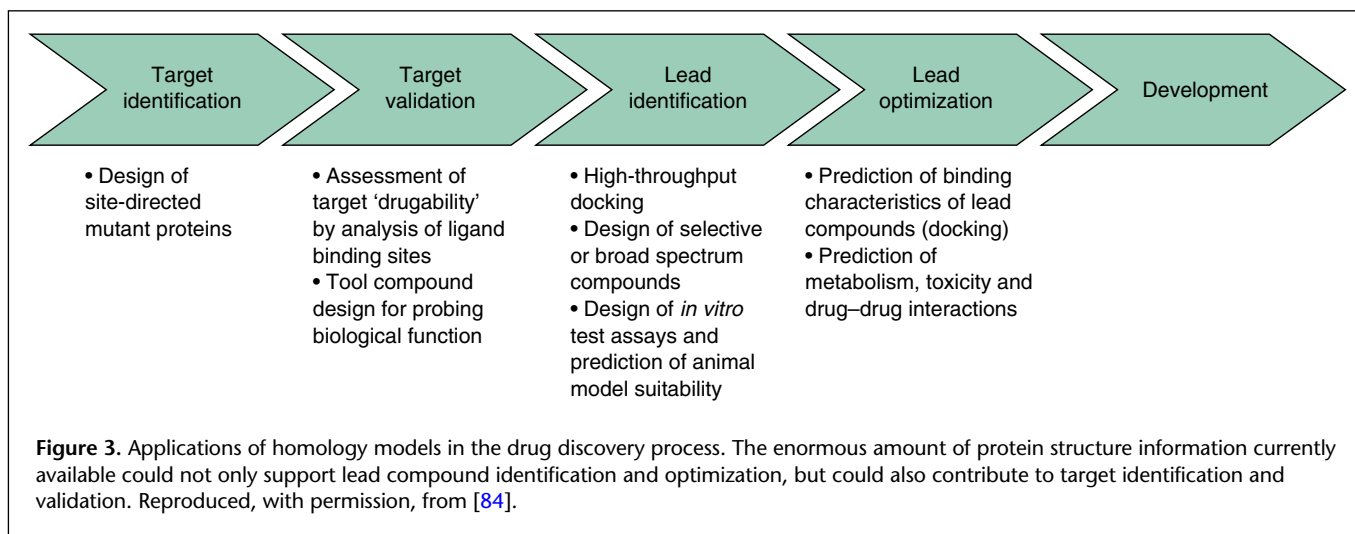 Target
identification
Target
validation
Lead
identification
Lead
optimization
Development
• Design of
site-directed
mutant proteins
• Assessment of
target ‘drugability’
by analysis of ligand
binding sites
• Tool compound
design for probing
biological function
• High-throughput
docking
• Design of selective
or broad spectrum
compounds
• Design of in vitro
test assays and
prediction of animal
model suitability
• Prediction of binding
characteristics of lead
compounds (docking)
• Prediction of
metabolism, toxicity and
drug–drug interactions
Figure 3. Applications of homology models in the drug discovery process. The enormous amount of protein structure information currently
available could not only support lead compound identification and optimization, but could also contribute to target identification and
validation. Reproduced, with permission, from [84].